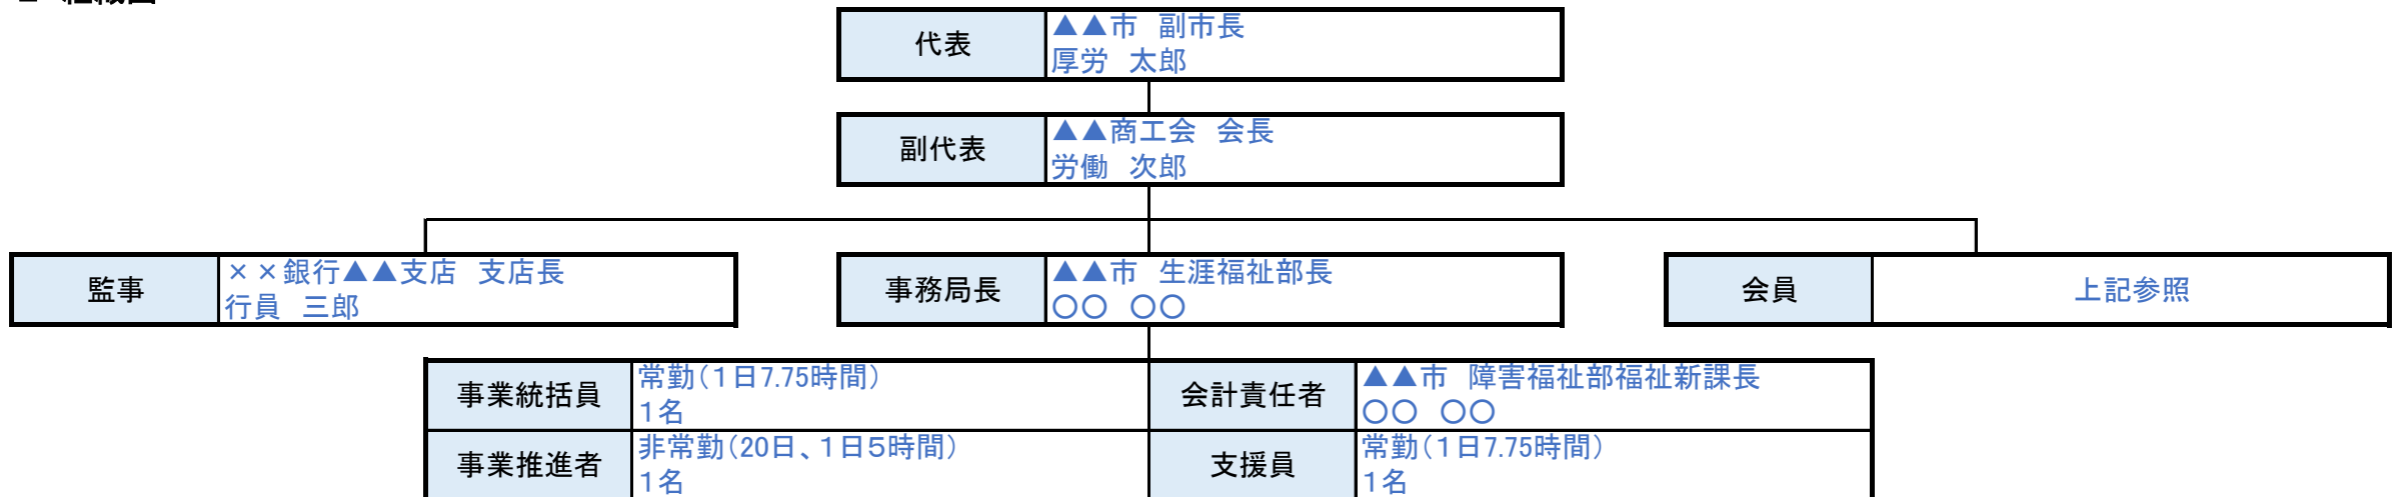 代表
▲▲市　副市長
厚労　太郎
副代表
▲▲商工会　会長
労働　次郎
監事
××銀行▲▲支店　支店長
行員　三郎
事務局長
▲▲市　生涯福祉部長
〇〇　〇〇
会員
上記参照
事業統括員
常勤（１日7.75時間）
１名
会計責任者
▲▲市　障害福祉部福祉新課長
〇〇　〇〇
事業推進者
非常勤（20日、１日５時間）
１名
支援員
常勤（１日7.75時間）
１名